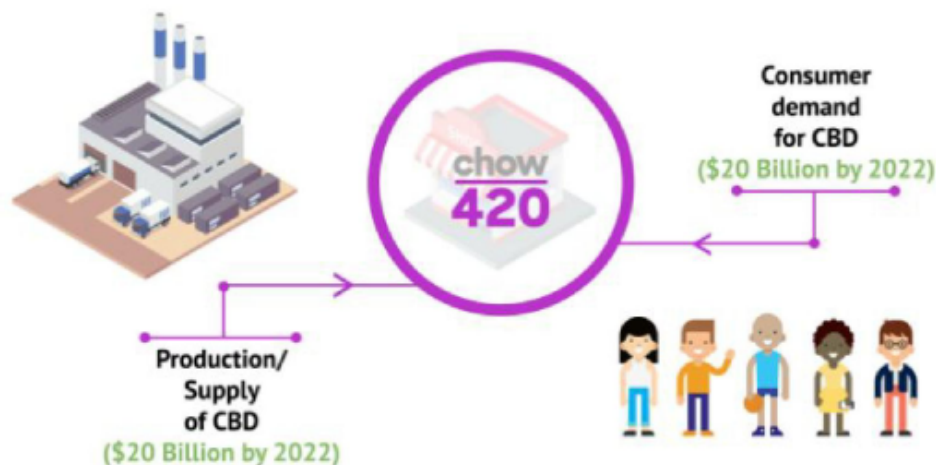 chow
420
Consumer
demand
for CBD
($20 Billion by 2022)
Production/
Supply
of CBD
($20 Billion by 2022)